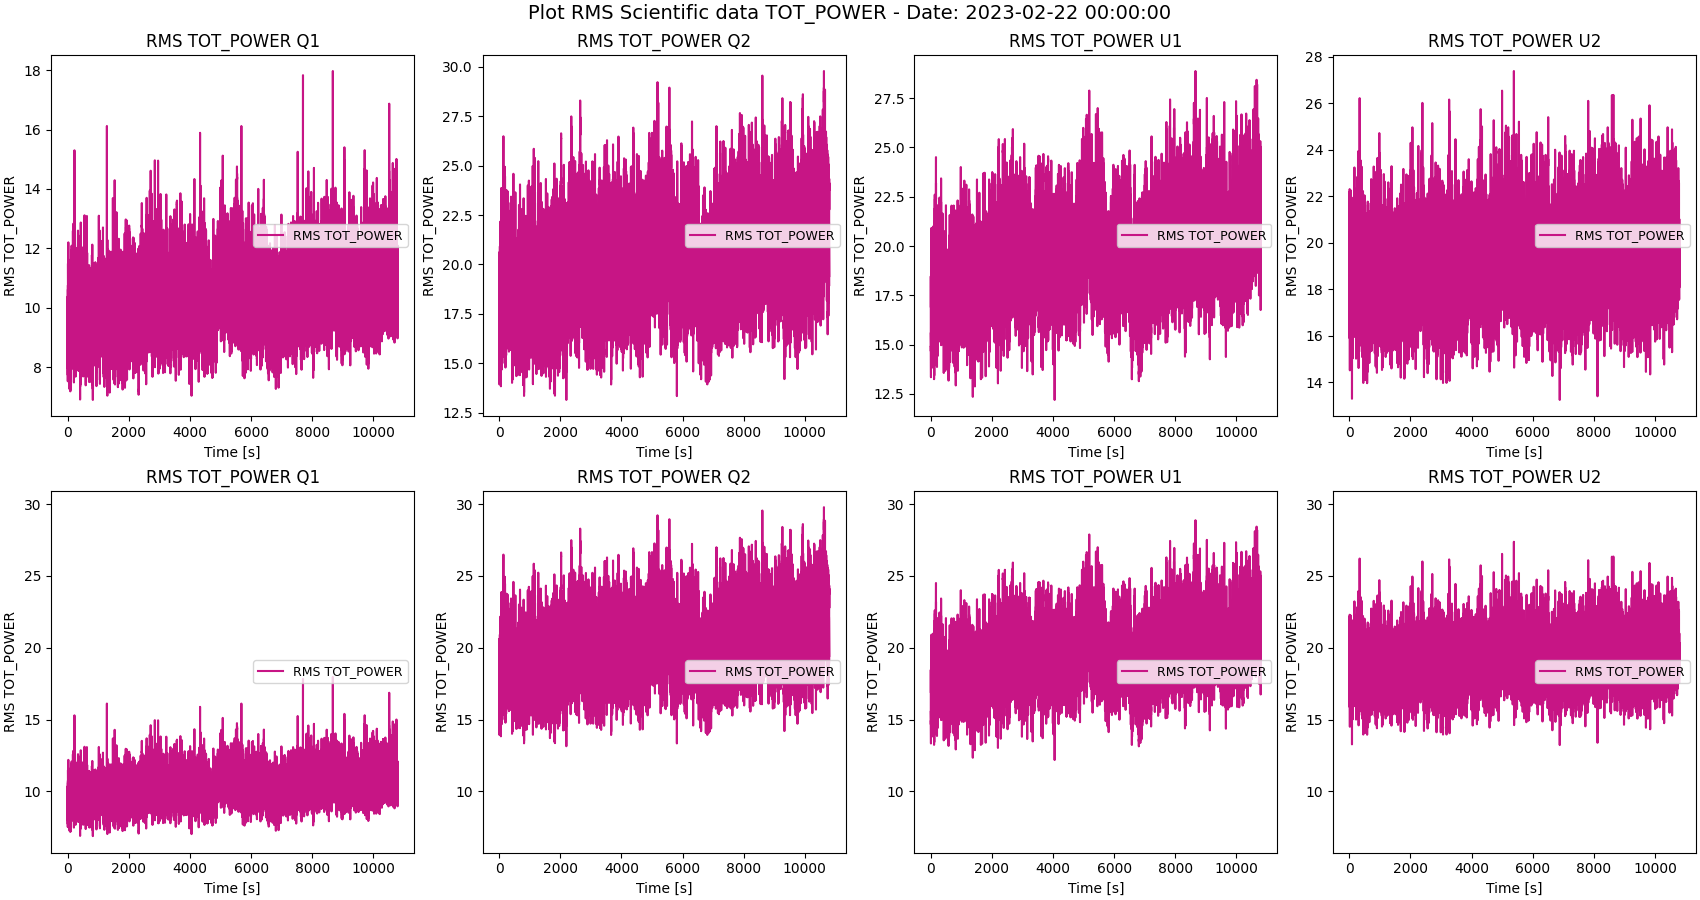 Plot RMS Scientific data TOT_POWER - Date: 2023-02-22 00:00:00
RMS TOT_POWER Q1
RMS TOT_POWER
18
16
14
12
10
8
RMS TOT_POWER
0 2000 4000 6000 8000 10000
Time [s]
RMS TOT_POWER Q2
RMS TOT_POWER
30.0
27.5
25.0
22.5
20.0
17.5
15.0
12.5
RMS TOT_POWER
0 2000 4000 6000 8000 10000
Time [s]
RMS TOT_POWER U1
RMS TOT_POWER
27.5
25.0
22.5
20.0
17.5
15.0
12.5
RMS TOT_POWER
0 2000 4000 6000 8000 10000
Time [s]
RMS TOT_POWER U2
RMS TOT_POWER
28
26
24
22
20
18
16
14
RMS TOT_POWER
0 2000 4000 6000 8000 10000
Time [s]
RMS TOT_POWER Q1
RMS TOT_POWER
30
25
20
15
10
RMS TOT_POWER
0 2000 4000 6000 8000 10000
Time [s]
RMS TOT_POWER Q2
RMS TOT_POWER
30
25
20
15
10
RMS TOT_POWER
0 2000 4000 6000 8000 10000
Time [s]
RMS TOT_POWER U1
RMS TOT_POWER
30
25
20
15
10
RMS TOT_POWER
0 2000 4000 6000 8000 10000
Time [s]
RMS TOT_POWER U2
RMS TOT_POWER
30
25
20
15
10
RMS TOT_POWER
0 2000 4000 6000 8000 10000
Time [s]